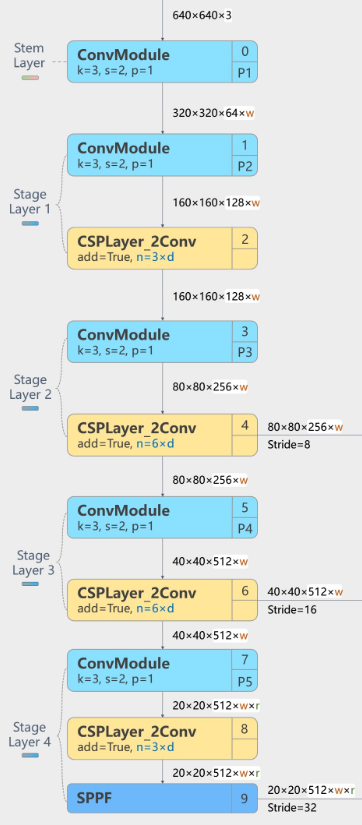 640×640×3
Stem
Layer
ConvModule
k=3, s=2, p=1
0
P1
320×320×64×w
ConvModule
k=3, s=2, p=1
1
P2
Stage
Layer 1
160×160×128×w
CSPLayer_2Conv
add=True, n=3×d
2
160×160×128×w
ConvModule
k=3, s=2, p=1
3
P3
Stage
Layer 2
80×80×256×w
CSPLayer_2Conv
add=True, n=6×d
4
80×80×256×w
Stride=8
80×80×256×w
ConvModule
k=3, s=2, p=1
5
P4
Stage
Layer 3
40×40×512×w
CSPLayer_2Conv
add=True, n=6×d
6
40×40×512×w
Stride=16
40×40×512×w
ConvModule
k=3, s=2, p=1
7
P5
Stage
Layer 4
20×20×512×w×r
CSPLayer_2Conv
add=True, n=3×d
8
20×20×512×w×r
SPPF
9
20×20×512×w×r
Stride=32